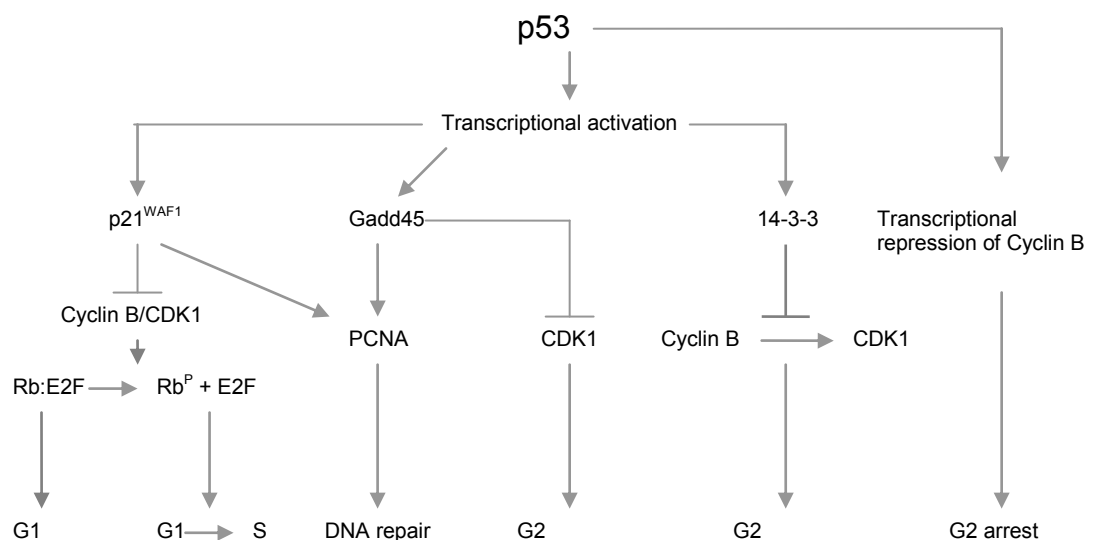 p53
Transcriptional activation
p21WAF1
Gadd45
14-3-3
Transcriptional
repression of Cyclin B
Cyclin B/CDK1
PCNA
CDK1
Cyclin B
CDK1
Rb:E2F
RbP + E2F
G1
G1
S
DNA repair
G2
G2
G2 arrest